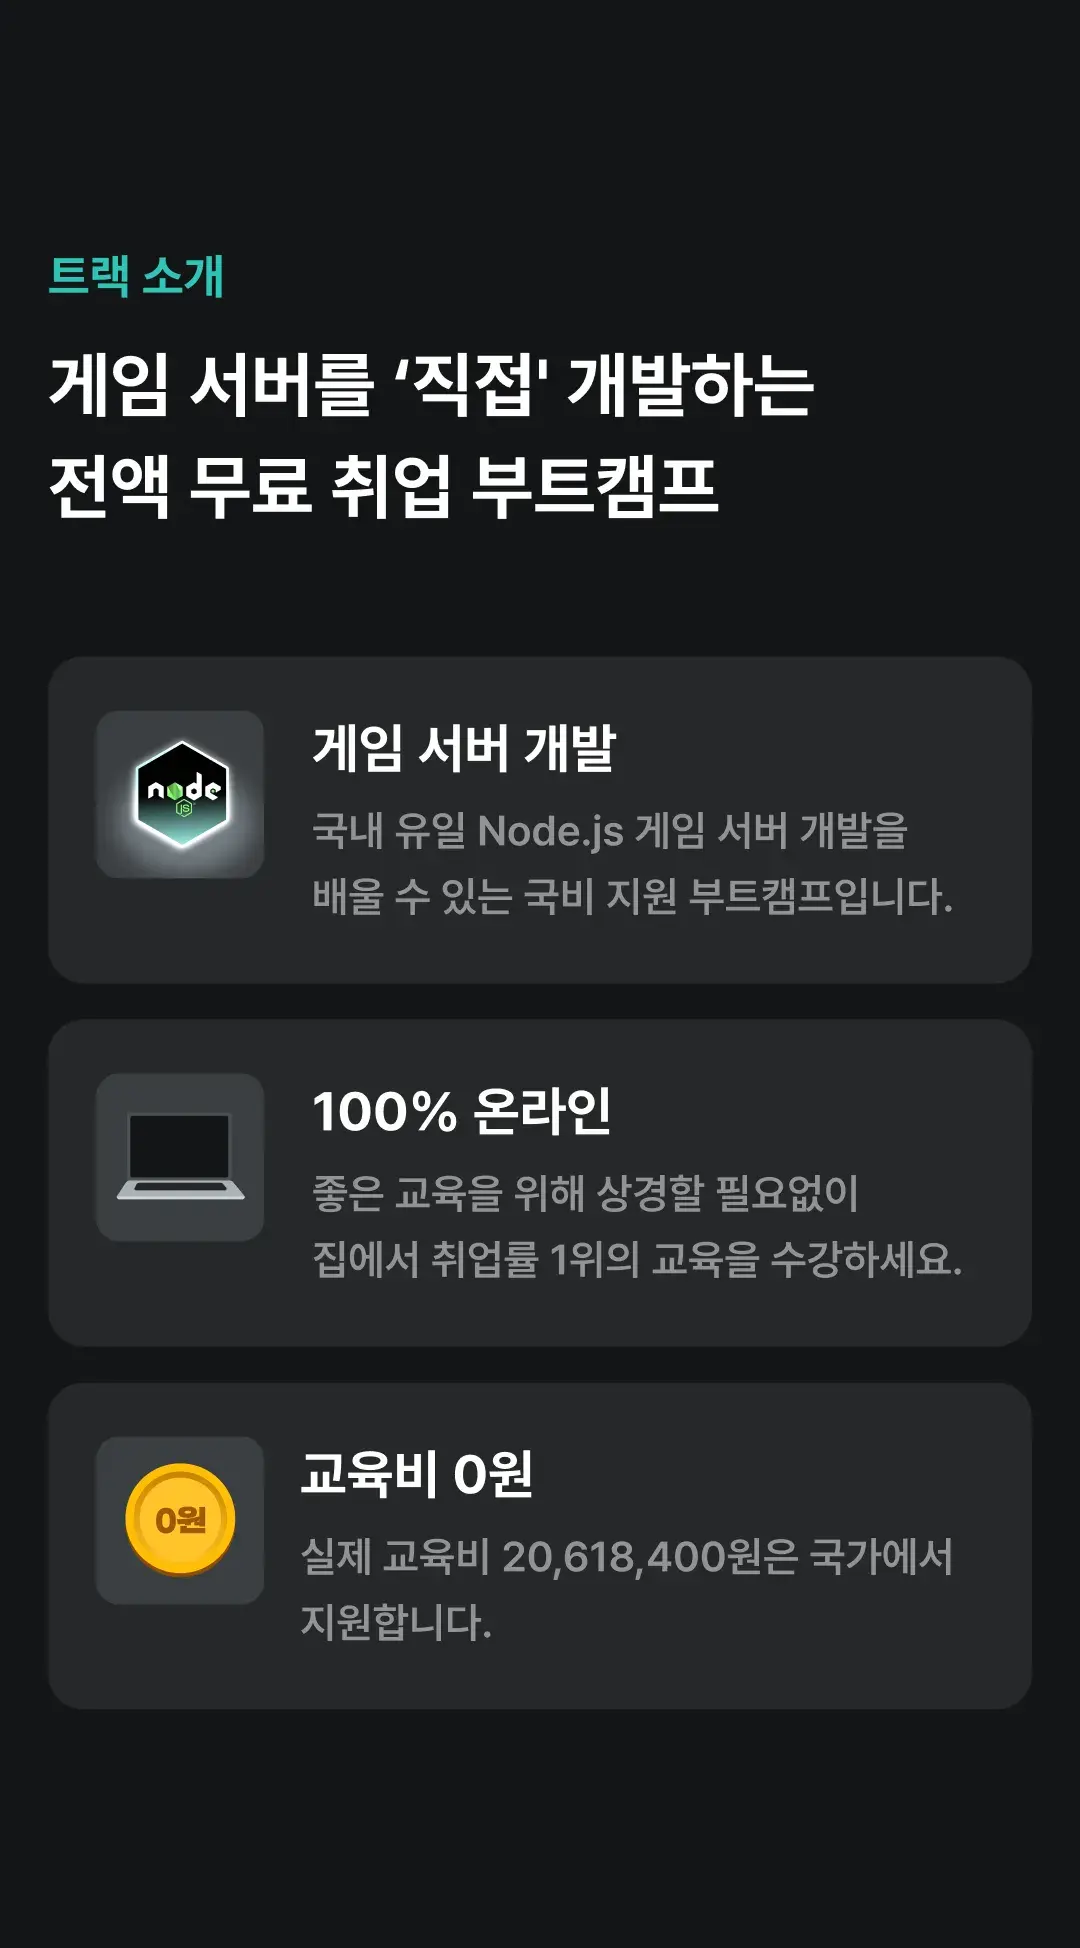 트랙 소개
게임 서버를 ‘직접' 개발하는
전액 무료 취업 부트캠프
node
JS
게임 서버 개발
국내 유일 Node.js 게임 서버 개발을
배울 수 있는 국비 지원 부트캠프입니다.
100% 온라인
좋은 교육을 위해 상경할 필요없이
집에서 취업률 1위의 교육을 수강하세요.
0원
교육비 0원
실제 교육비 20,618,400원은 국가에서
지원합니다.